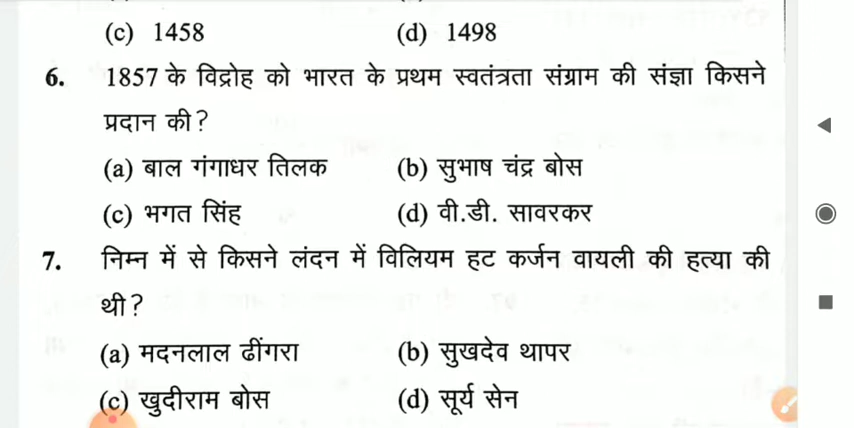 (c) 1458 (d) 1498
6. 1857 के विद्रोह को भारत के प्रथम स्वतंत्रता संग्राम की संज्ञा किसने
प्रदान की?
(a) बाल गंगाधर तिलक (b) सुभाष चंद्र बोस
(c) भगत सिंह (d) वी.डी. सावरकर
7. निम्न में से किसने लंदन में विलियम हट कर्जन वायली की हत्या की
थी?
(a) मदनलाल ढींगरा (b) सुखदेव थापर
(c) खुदीराम बोस (d) सूर्य सेन